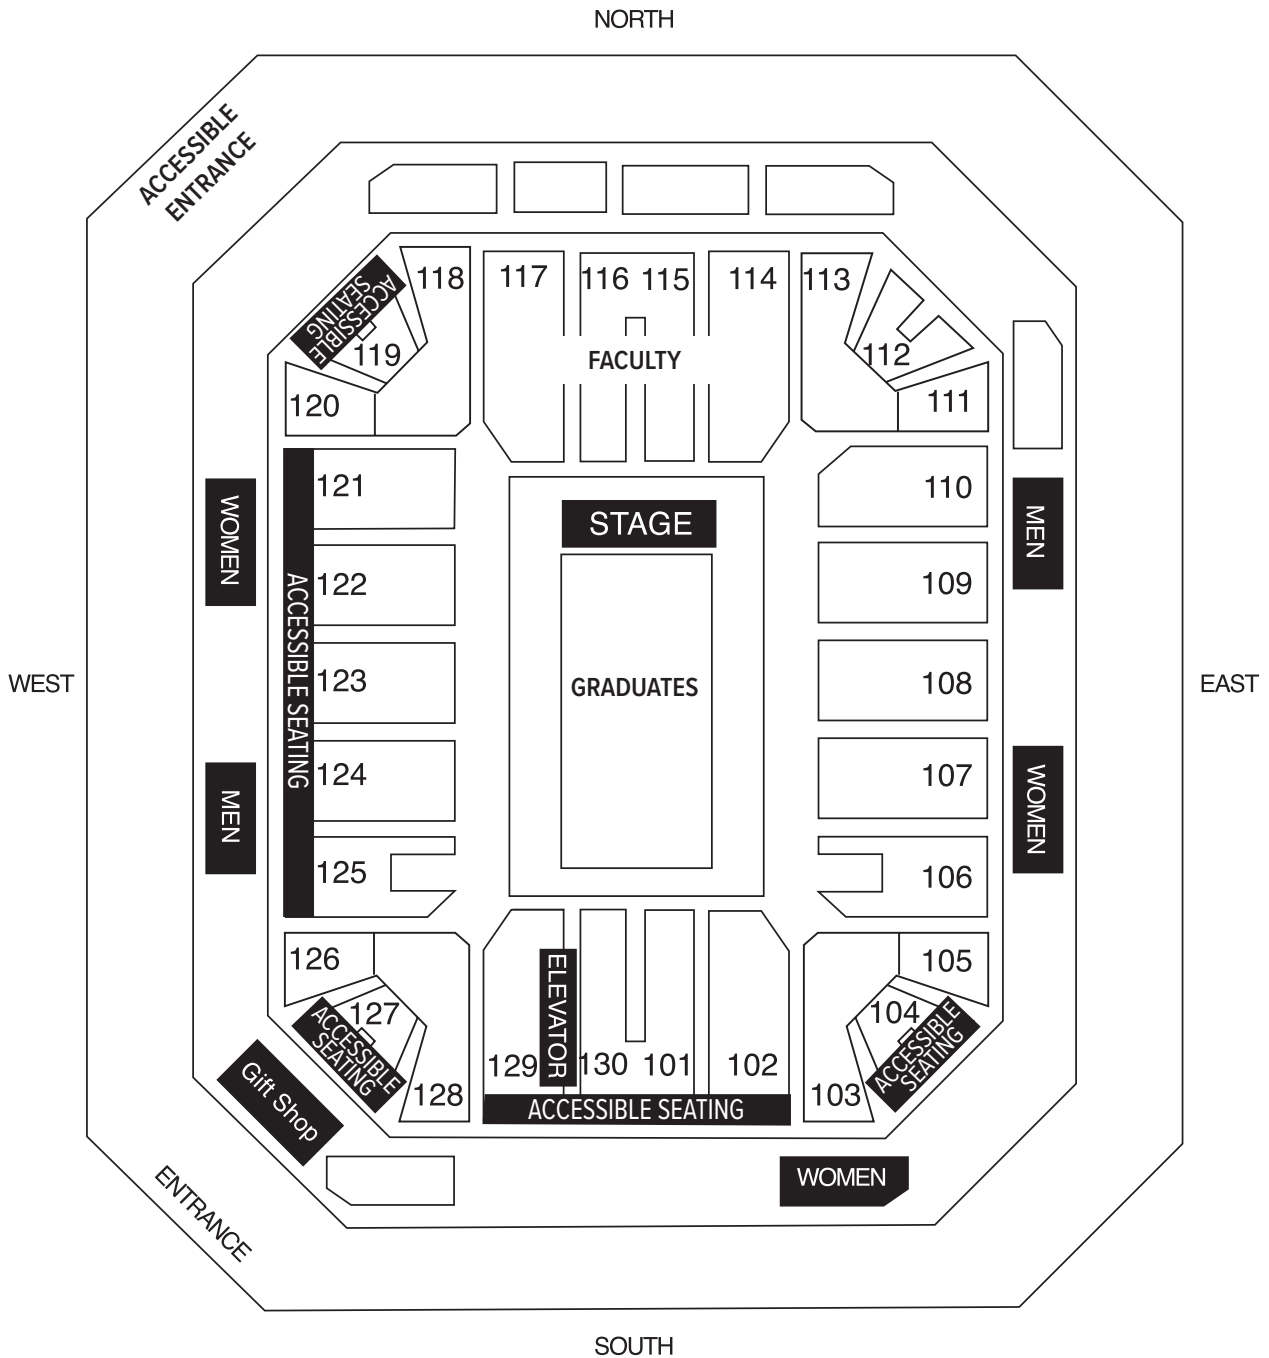 NORTH
ACCESSIBLE
ENTRANCE
118
117
116
115
114
113
ACCESSIBLE
SEATING
119
FACULTY
112
120
111
121
110
WOMEN
STAGE
MEN
122
109
ACCESSIBLE SEATING
WEST
123
GRADUATES
108
EAST
124
107
MEN
WOMEN
125
106
126
105
ELEVATOR
127
104
ACCESSIBLE
SEATING
ACCESSIBLE
SEATING
129
130
101
102
128
103
Gift Shop
ACCESSIBLE SEATING
WOMEN
ENTRANCE
SOUTH